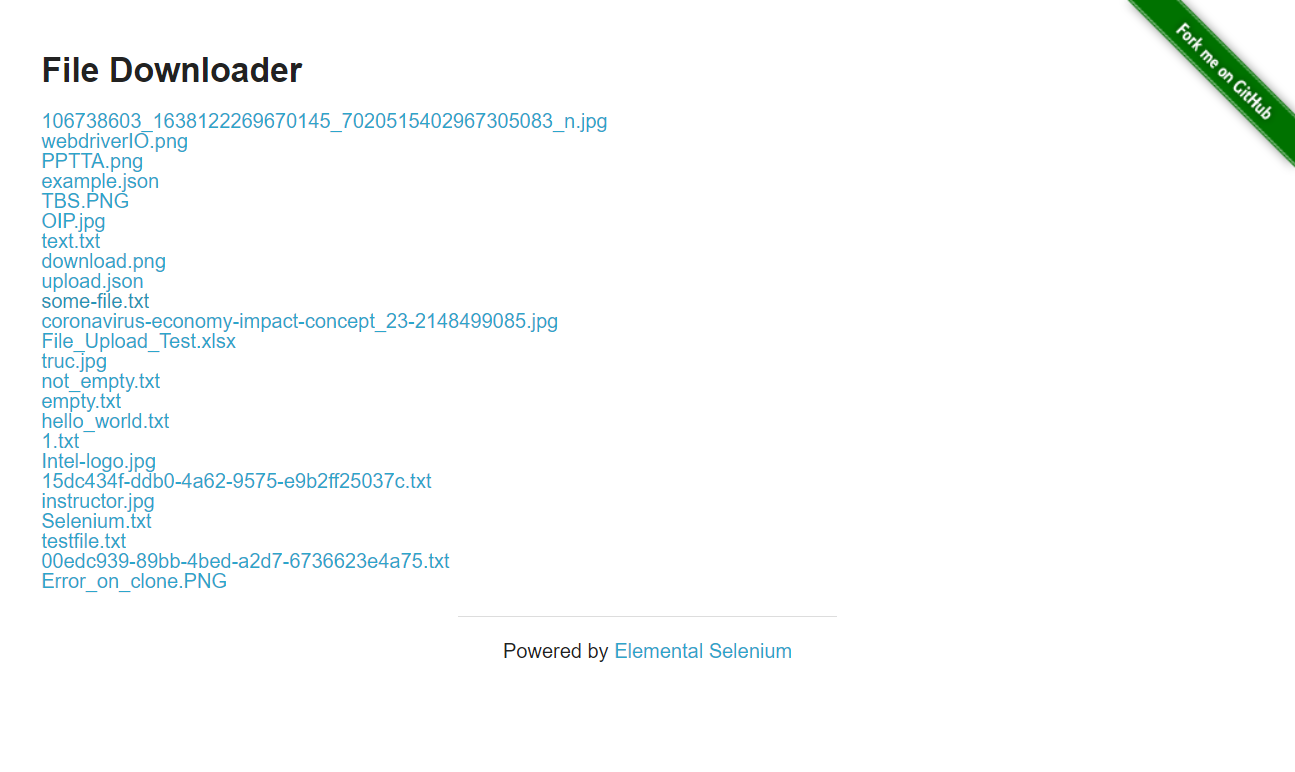 Fork me on GitHub
File Downloader
106738603_1638122269670145_7020515402967305083_n.jpg
webdriverIO.png
PPTTA.png
example.json
TBS.PNG
OIP.jpg
text.txt
download.png
upload.json
some-file.txt
coronavirus-economy-impact-concept_23-2148499085.jpg
File_Upload_Test.xlsx
truc.jpg
not_empty.txt
empty.txt
hello_world.txt
1.txt
Intel-logo.jpg
15dc434f-ddb0-4a62-9575-e9b2ff25037c.txt
instructor.jpg
Selenium.txt
testfile.txt
00edc939-89bb-4bed-a2d7-6736623e4a75.txt
Error_on_clone.PNG
Powered by Elemental Selenium